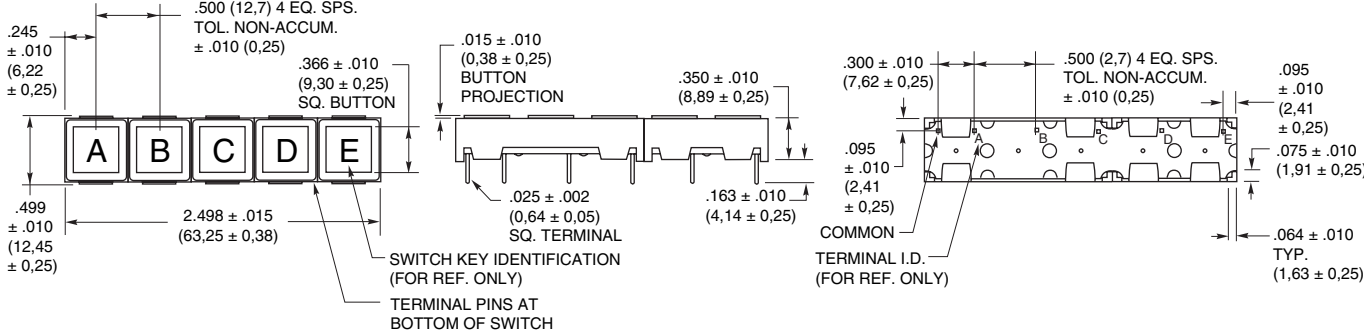 .500 (12,7) 4 EQ. SPS.
TOL. NON-ACCUM.
± .010 (0,25)
.245
± .010
(6,22
± 0,25)
.366 ± .010
(9,30 ± 0,25)
SQ. BUTTON
A B C D E
.499
± .010
(12,45
± 0,25)
2.498 ± .015
(63,25 ± 0,38)
SWITCH KEY IDENTIFICATION
(FOR REF. ONLY)
TERMINAL PINS AT
BOTTOM OF SWITCH
.015 ± .010
(0,38 ± 0,25)
BUTTON
PROJECTION
.350 ± .010
(8,89 ± 0,25)
.025 ± .002
(0,64 ± 0,05)
SQ. TERMINAL
.163 ± .010
(4,14 ± 0,25)
.300 ± .010
(7,62 ± 0,25)
.500 (2,7) 4 EQ. SPS.
TOL. NON-ACCUM.
± .010 (0,25)
.095
± .010
(2,41
± 0,25)
A B C D E
.095
± .010
(2,41
± 0,25)
.075 ± .010
(1,91 ± 0,25)
COMMON
TERMINAL I.D.
(FOR REF. ONLY)
.064 ± .010
TYP.
(1,63 ± 0,25)